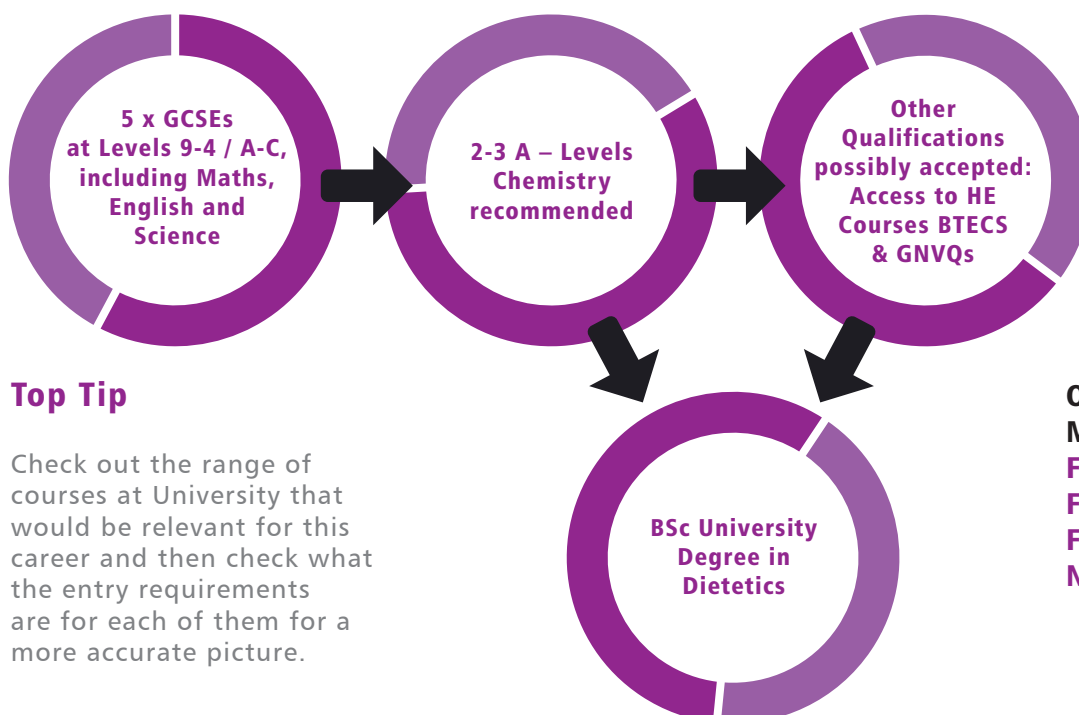 5 x GCSEs
at Levels 9-4 / A-C,
including Maths,
English and
Science
2-3 A – Levels
Chemistry
recommended
Other
Qualifications
possibly accepted:
Access to HE
Courses BTECS
& GNVQs
Top Tip
Check out the range of
courses at University that
would be relevant for this
career and then check what
the entry requirements
are for each of them for a
more accurate picture.
BSc University
Degree in
Dietetics